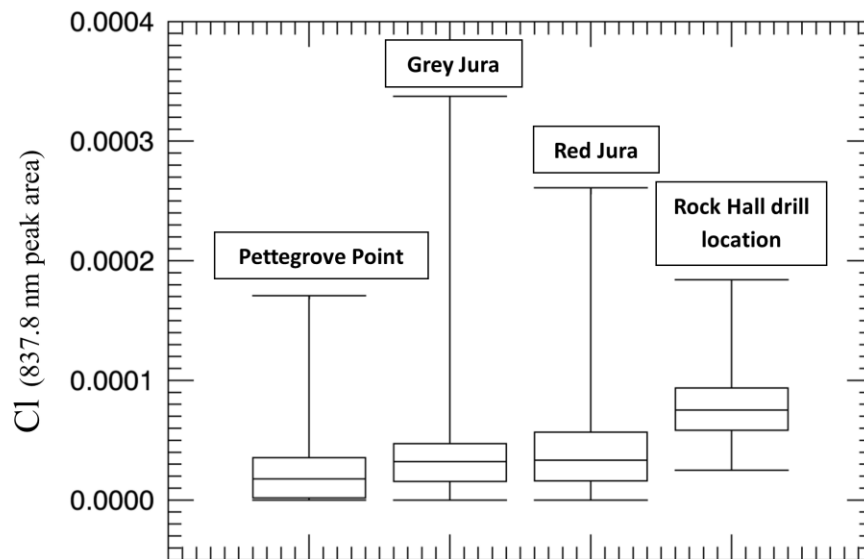 0.0004
Grey Jura
0.0003
Red Jura
Rock Hall drill
location
0.0002
Pettegrove Point
0.0001
0.0000
Cl (837.8 nm peak area)